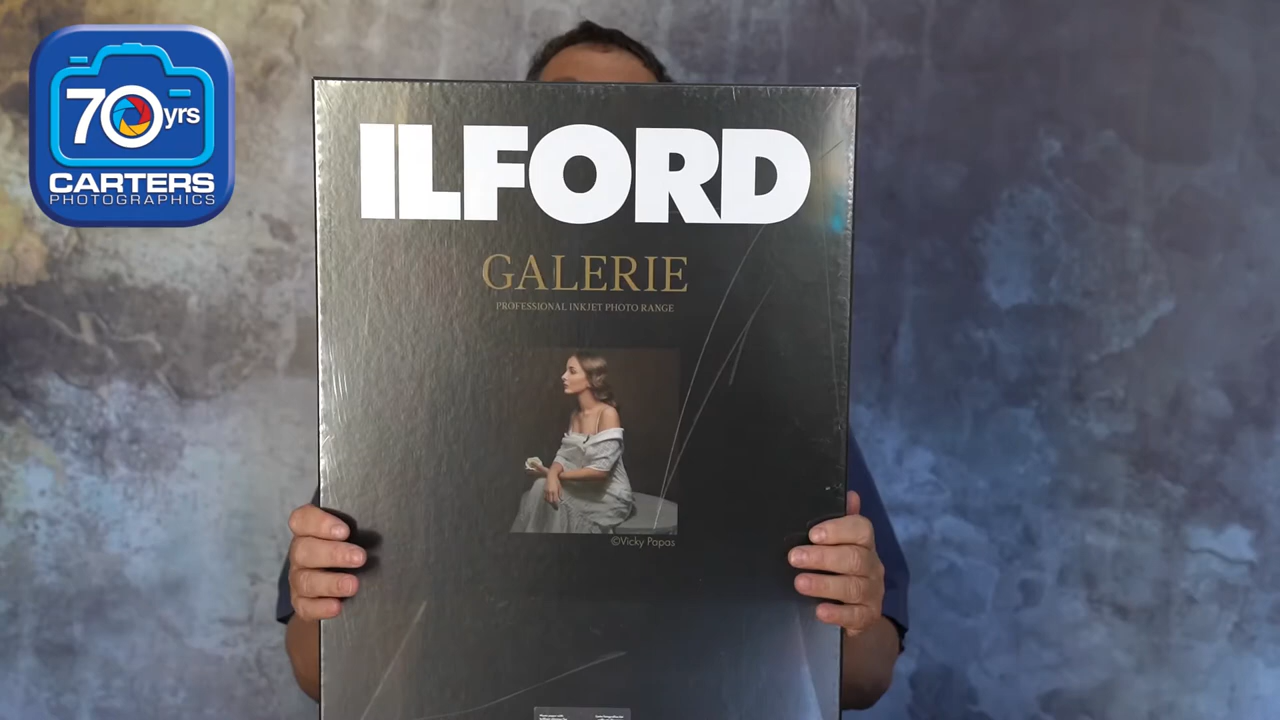 70yrs
CARTERS
PHOTOGRAPHICS
ILFORD
GALERIE
PROFESSIONAL INKJET PHOTO RANGE
©Vicky Papas